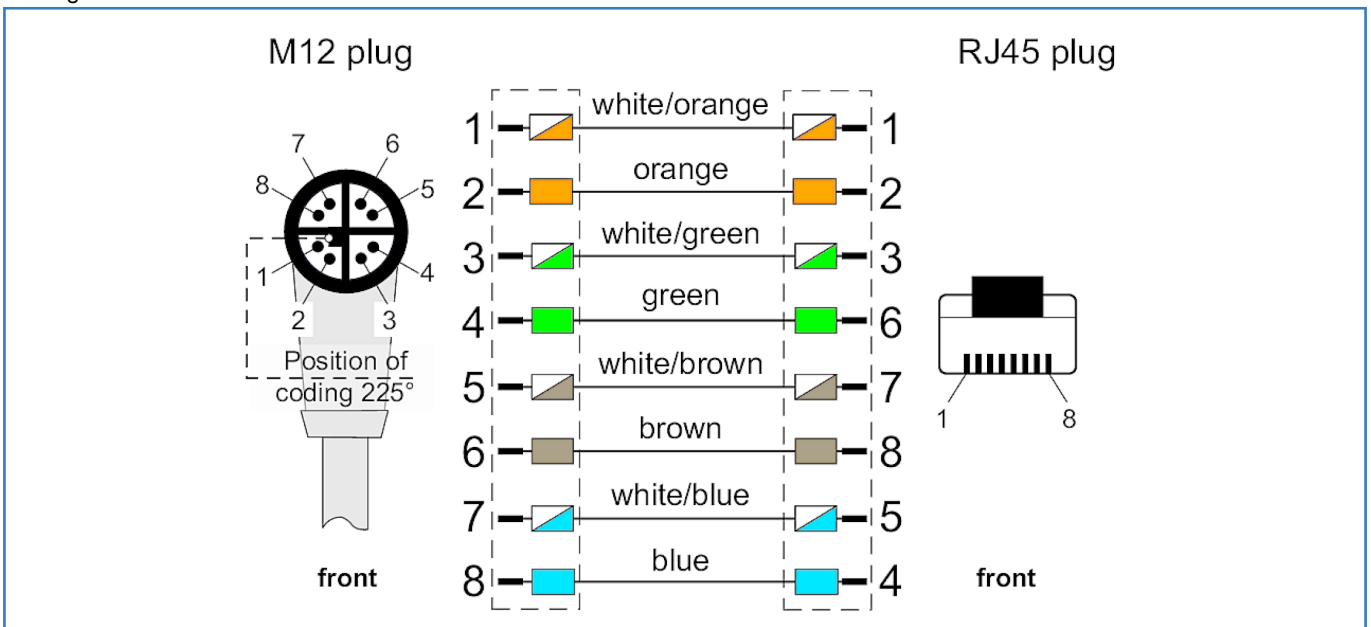 M12 plug
RJ45 plug
7
6
8
5
1
4
2
3
Position of
coding 225°
front
1 white/orange 1
2 orange 2
3 white/green 3
4 green 6
5 white/brown 7
6 brown 8
7 white/blue 5
8 blue 4
1 8
front